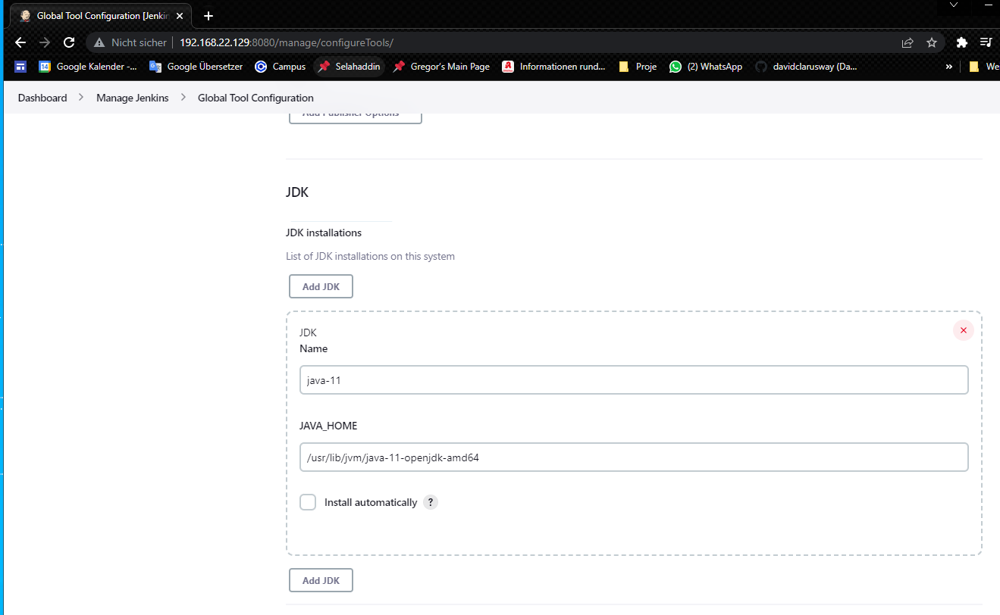 Global Tool Configuration [Jenkin
Nicht sicher 192.168.22.129:8080/manage/configureTools/
Google Kalender -... Google Übersetzer Campus Selahaddin Gregor's Main Page Informationen rund... Proje (2) WhatsApp davidclarusway (Da... » We
Dashboard Manage Jenkins Global Tool Configuration
Add Publisher Options
JDK
JDK installations
List of JDK installations on this system
Add JDK
JDK
Name
java-11
JAVA_HOME
/usr/lib/jvm/java-11-openjdk-amd64
Install automatically ?
Add JDK